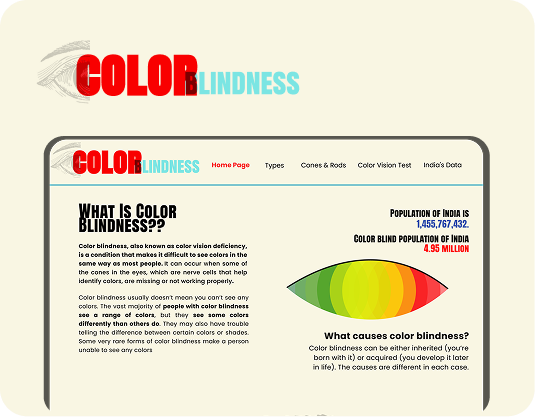 COLOR BLINDNESS
COLOR BLINDNESS
Home Page Types Cones & Rods Color Vision Test India's Data
What Is Color
Blindness??
Color blindness, also known as color vision deficiency,
is a condition that makes it difficult to see colors in the
same way as most people. It can occur when some of
the cones in the eyes, which are nerve cells that help
identify colors, are missing or not working properly.
Color blindness usually doesn't mean you can't see any
colors. The vast majority of people with color blindness
see a range of colors, but they see some colors
differently than others do. They may also have trouble
telling the difference between certain colors or shades.
Some very rare forms of color blindness make a person
unable to see any colors
Population of India is
1,455,767,432.
Color blind population of India
4.95 million
What causes color blindness?
Color blindness can be either inherited (you're
born with it) or acquired (you develop it later
in life). The causes are different in each case.